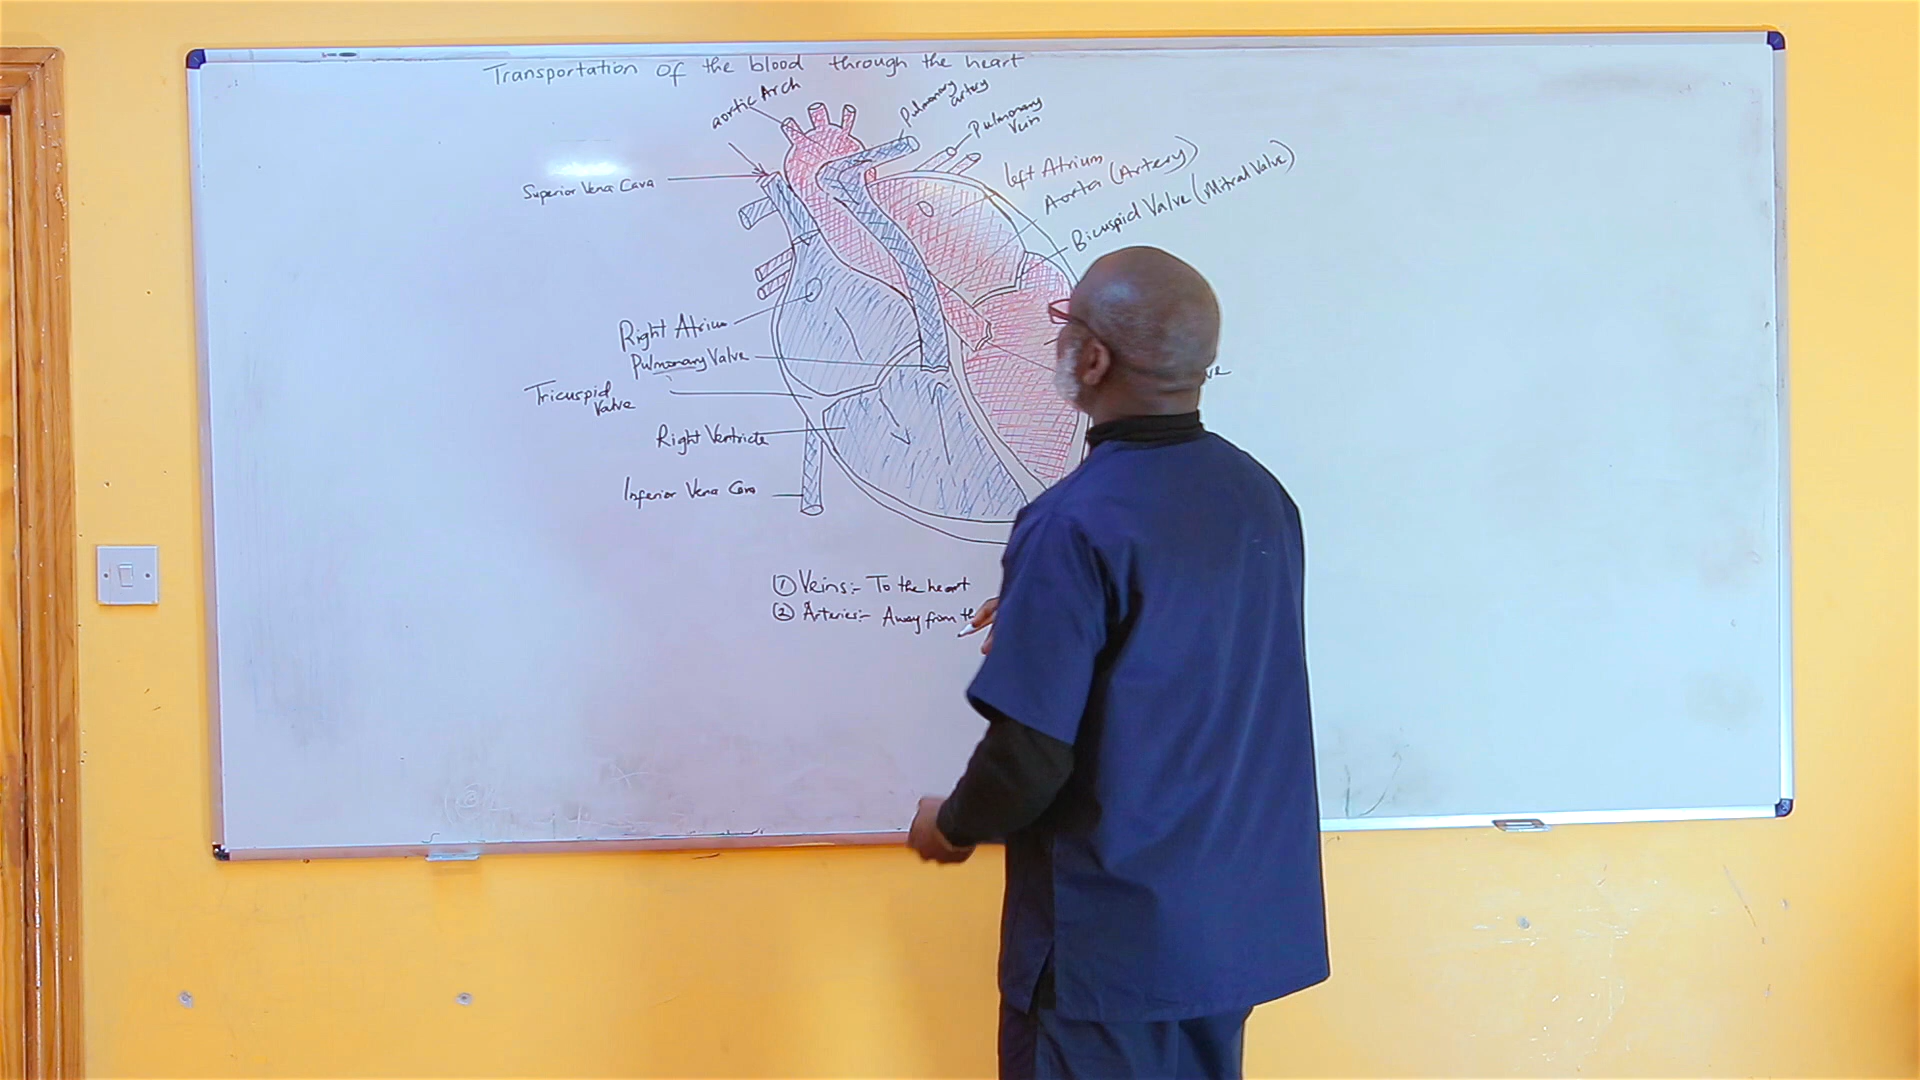 Transportation of the blood through the heart
aortic Arch
Pulmonary
artery
Pulmonary
Vein
Left Atrium
Aorta (Artery)
Bicuspid Valve (Mitral Valve)
Superior Vena Cava
Right Atrium
Pulmonary Valve
Tricuspid
Valve
Right Ventricle
Inferior Vena Cava
① Veins:- To the heart
② Arteries:- Away from